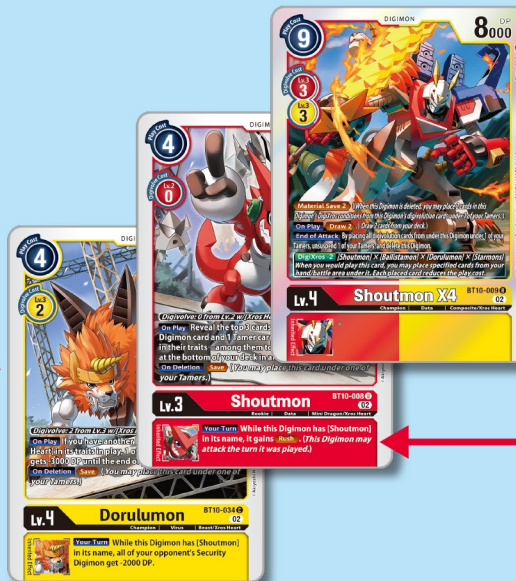 Play Cost
9
DIGIMON
DP
8000
Digivolve Cost
Lv.3
3
Lv.3
3
Material Save 2 (When this Digimon is deleted, you may place 2 cards in this
Digimon's DigiXros conditions from this Digimon's digivolution cards under 1 of your Tamers.)
On Play Draw 2 (Draw 2 cards from your deck.)
End of Attack By placing all digivolution cards from under this Digimon under 1 of your
Tamers, unsuspend 1 of your Tamers, and delete this Digimon.
DigiXros -2 [Shoutmon] × [Ballistamon] × [Dorulumon] × [Starmons]
When you would play this card, you may place specified cards from your
hand/battle area under it. Each placed card reduces the play cost.
Lv.4
Shoutmon X4
BT10-009
02
Champion | Data | Composite/Xros Heart
Inherited Effect
Play Cost
4
DIGIM
Digivolve Cost
Lv.2
0
(Digivolve: 0 from Lv.2 w/[Xros H
On Play Reveal the top 3 cards
Digimon card and 1 Tamer car
in their traits among them to
at the bottom of your deck in a
On Deletion Save (You may place this card under one of
your Tamers.)
Lv.3
Shoutmon
BT10-008
02
Rookie | Data | Mini Dragon/Xros Heart
Inherited Effect
Your Turn While this Digimon has [Shoutmon]
in its name, it gains Rush. (This Digimon may
attack the turn it was played.)
Play Cost
4
DIGI
Digivolve Cost
Lv.3
2
(Digivolve: 2 from Lv.3 w/[Xros
On Play If you have another
Heart] in its traits in play, 1 o
gets -3000 DP until the end o
On Deletion Save (You may place this card under one of
your Tamers.)
Lv.4
Dorulumon
BT10-034
02
Champion | Virus | Beast/Xros Heart
Inherited Effect
Your Turn While this Digimon has [Shoutmon]
in its name, all of your opponent's Security
Digimon get -2000 DP.